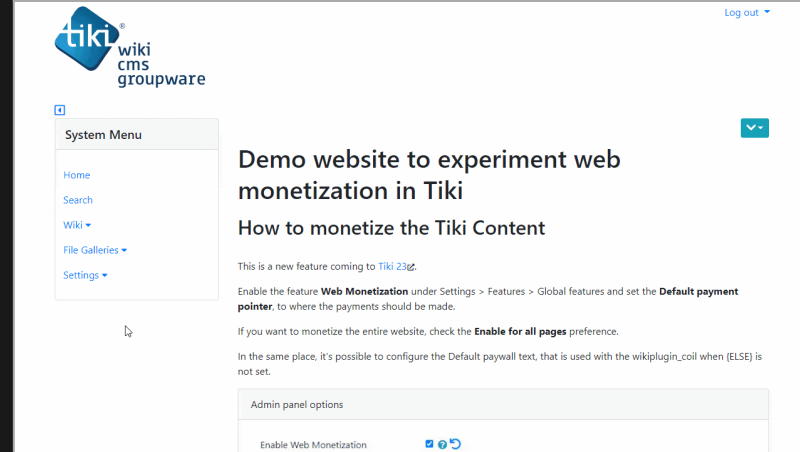 Log out
tiki®
wiki
cms
groupware
System Menu
Home
Search
Wiki
File Galleries
Settings
Demo website to experiment web
monetization in Tiki
How to monetize the Tiki Content
This is a new feature coming to Tiki 23.
Enable the feature Web Monetization under Settings > Features > Global features and set the Default payment
pointer, to where the payments should be made.
If you want to monetize the entire website, check the Enable for all pages preference.
In the same place, it's possible to configure the Default paywall text, that is used with the wikiplugin_coil when {ELSE} is
not set.
Admin panel options
Enable Web Monetization